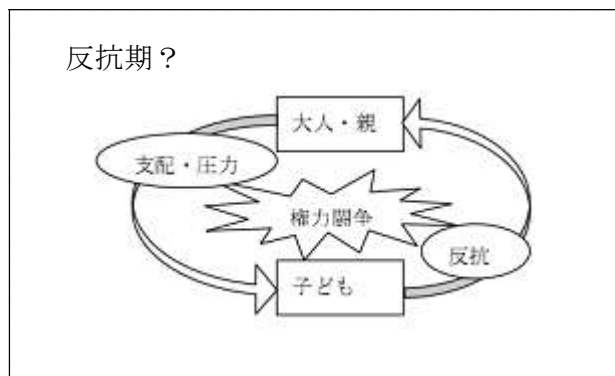 反抗期？
大人・親
支配・圧力
権力闘争
反抗
子ども